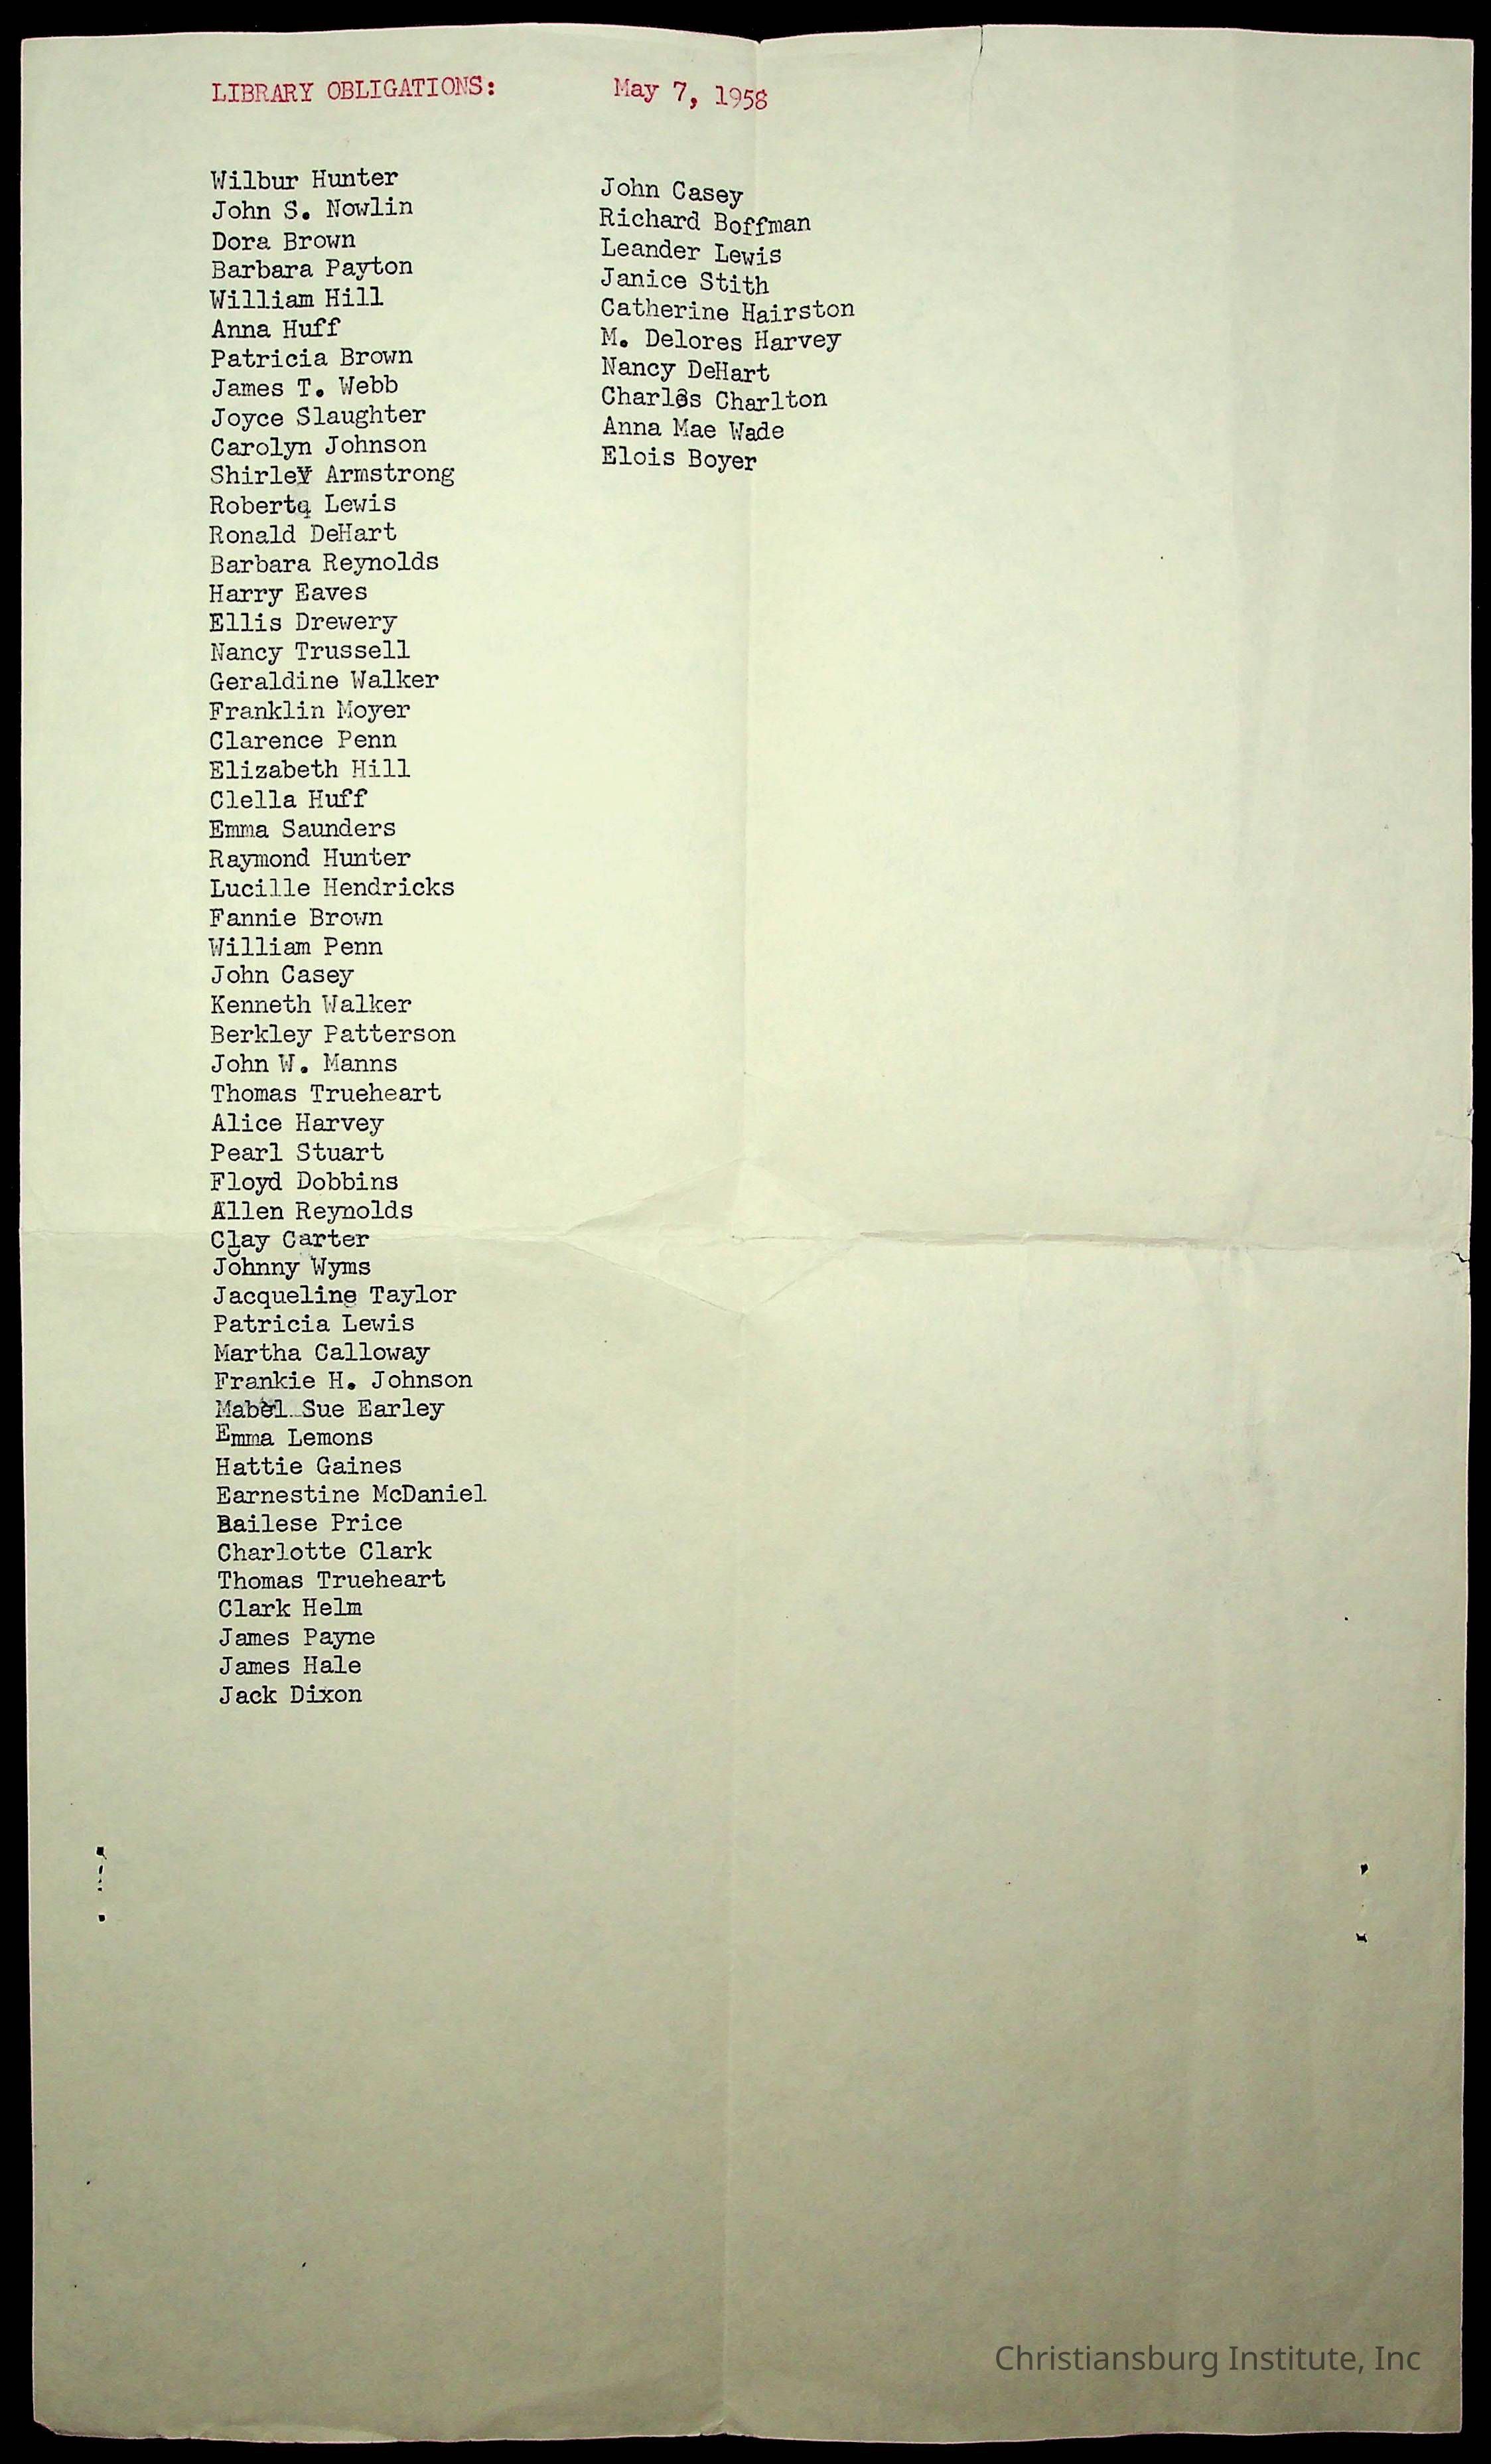 LIBRARY OBLIGATIONS: May 7, 1958
Wilbur Hunter
John S. Nowlin
Dora Brown
Barbara Payton
William Hill
Anna Huff
Patricia Brown
James T. Webb
Joyce Slaughter
Carolyn Johnson
Shirley Armstrong
Roberta Lewis
Ronald DeHart
Barbara Reynolds
Harry Eaves
Ellis Drewery
Nancy Trussell
Geraldine Walker
Franklin Moyer
Clarence Penn
Elizabeth Hill
Clella Huff
Emma Saunders
Raymond Hunter
Lucille Hendricks
Fannie Brown
William Penn
John Casey
Kenneth Walker
Berkley Patterson
John W. Manns
Thomas Trueheart
Alice Harvey
Pearl Stuart
Floyd Dobbins
Allen Reynolds
Clay Carter
Johnny Wyms
Jacqueline Taylor
Patricia Lewis
Martha Calloway
Frankie H. Johnson
Mabel Sue Earley
Emma Lemons
Hattie Gaines
Earnestine McDaniel
Bailese Price
Charlotte Clark
Thomas Trueheart
Clark Helm
James Payne
James Hale
Jack Dixon
John Casey
Richard Boffman
Leander Lewis
Janice Stith
Catherine Hairston
M. Delores Harvey
Nancy DeHart
Charles Charlton
Anna Mae Wade
Elois Boyer
Christiansburg Institute, Inc